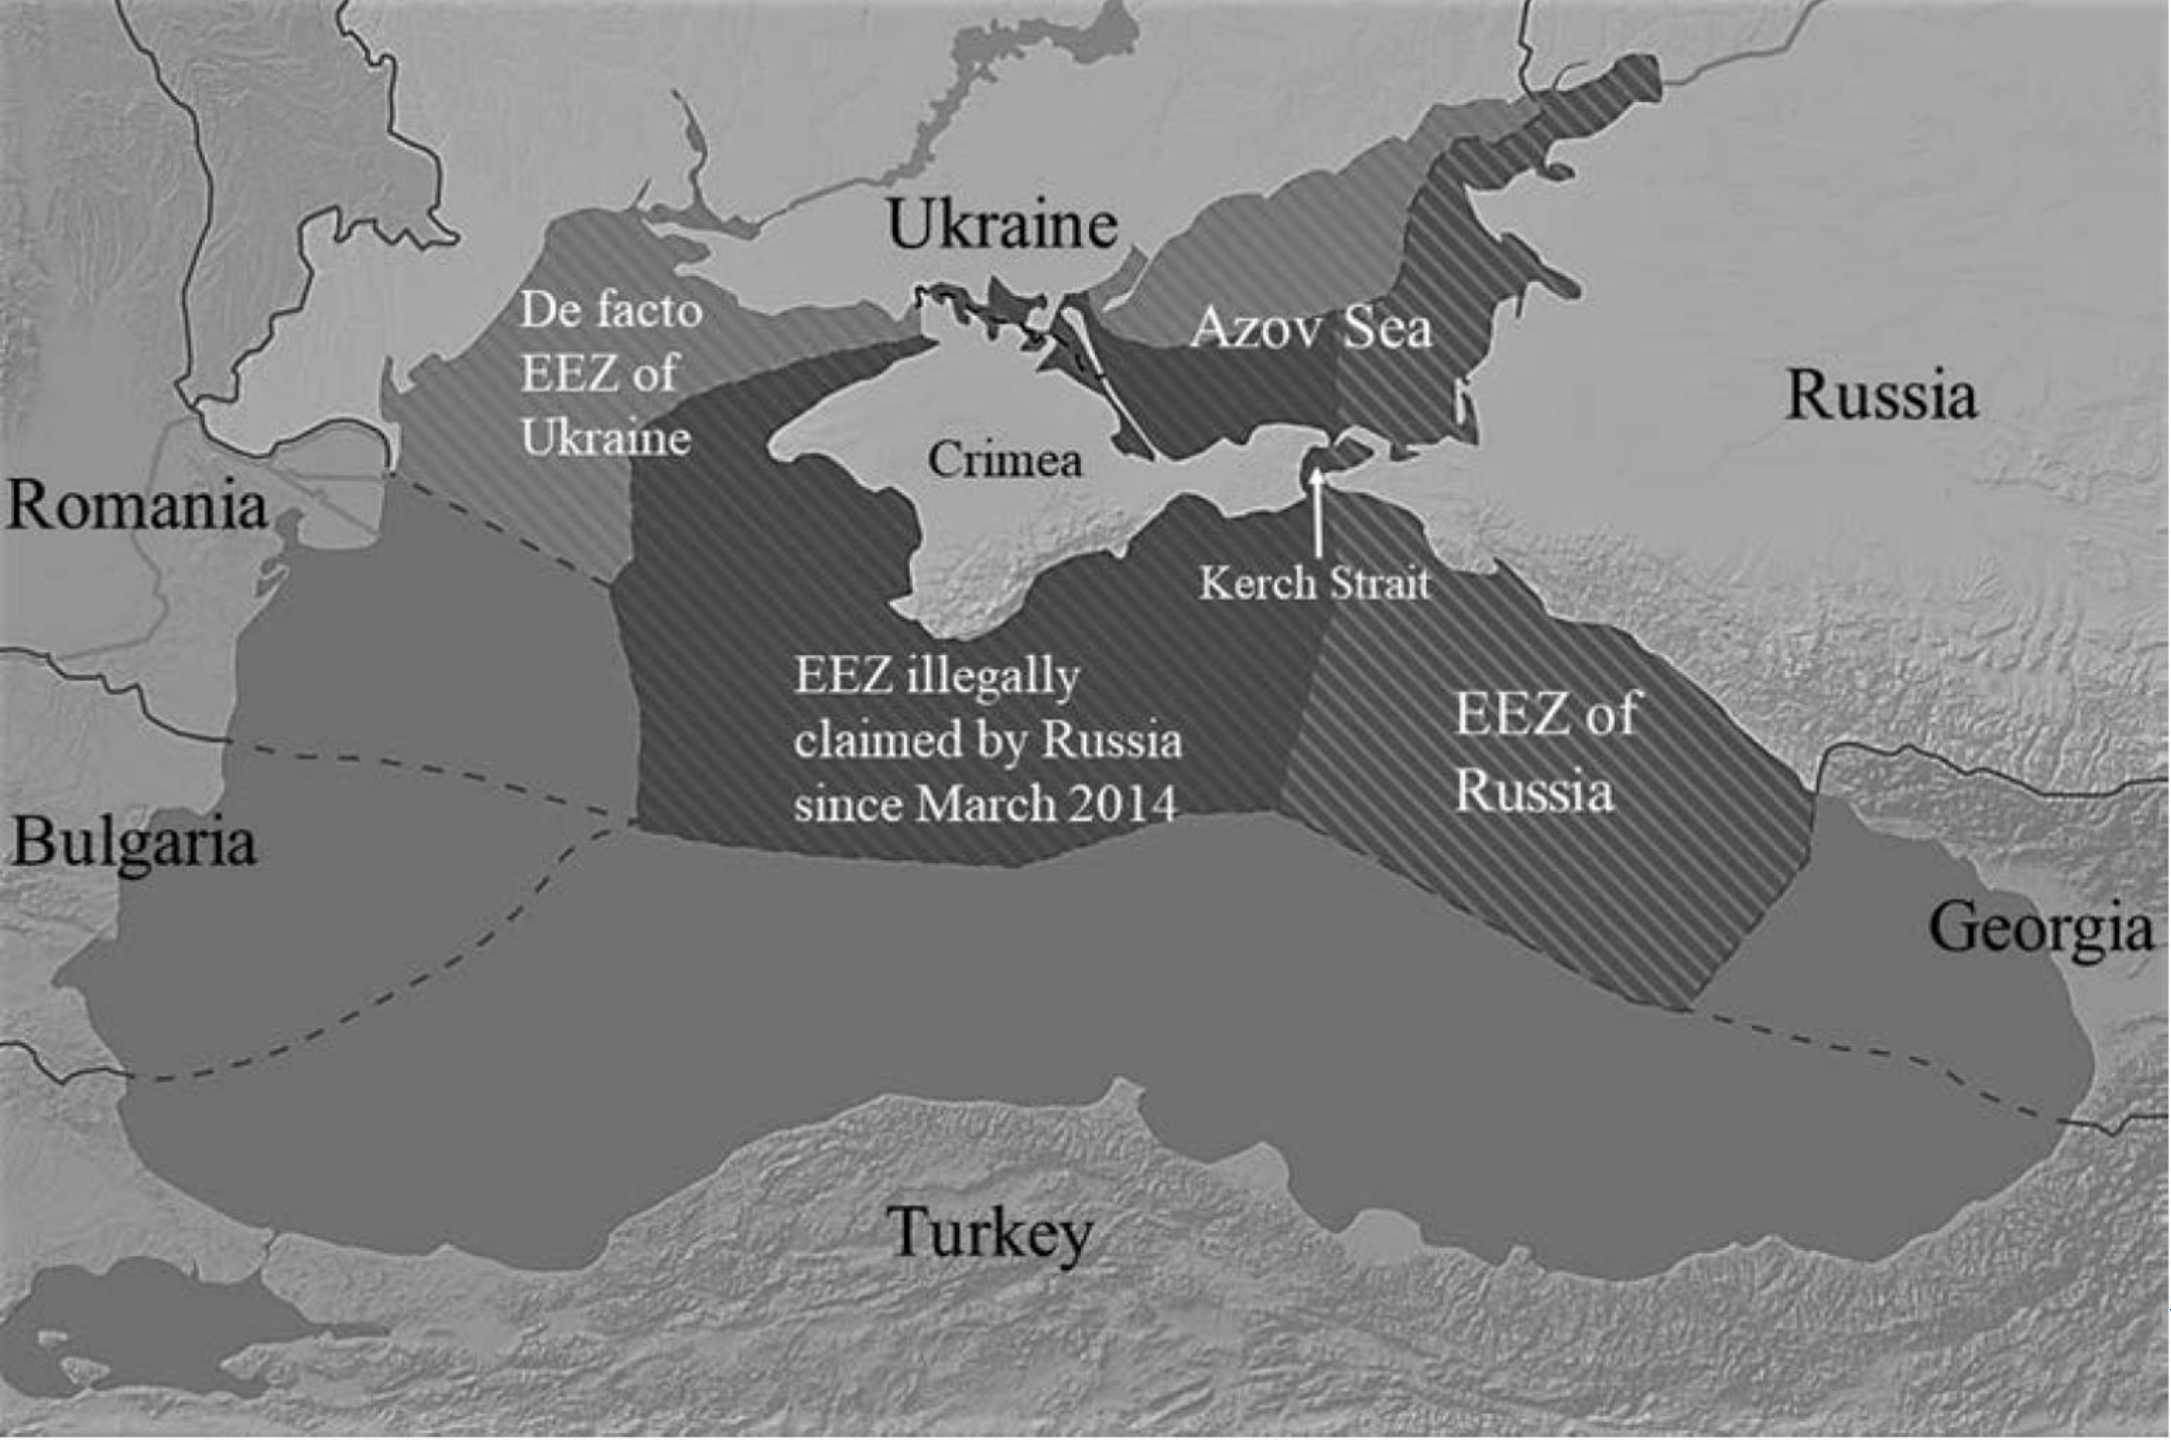 Ukraine
De facto
EEZ of
Ukraine
Azov Sea
Russia
Crimea
Romania
Kerch Strait
EEZ illegally
claimed by Russia
since March 2014
EEZ of
Russia
Bulgaria
Georgia
Turkey